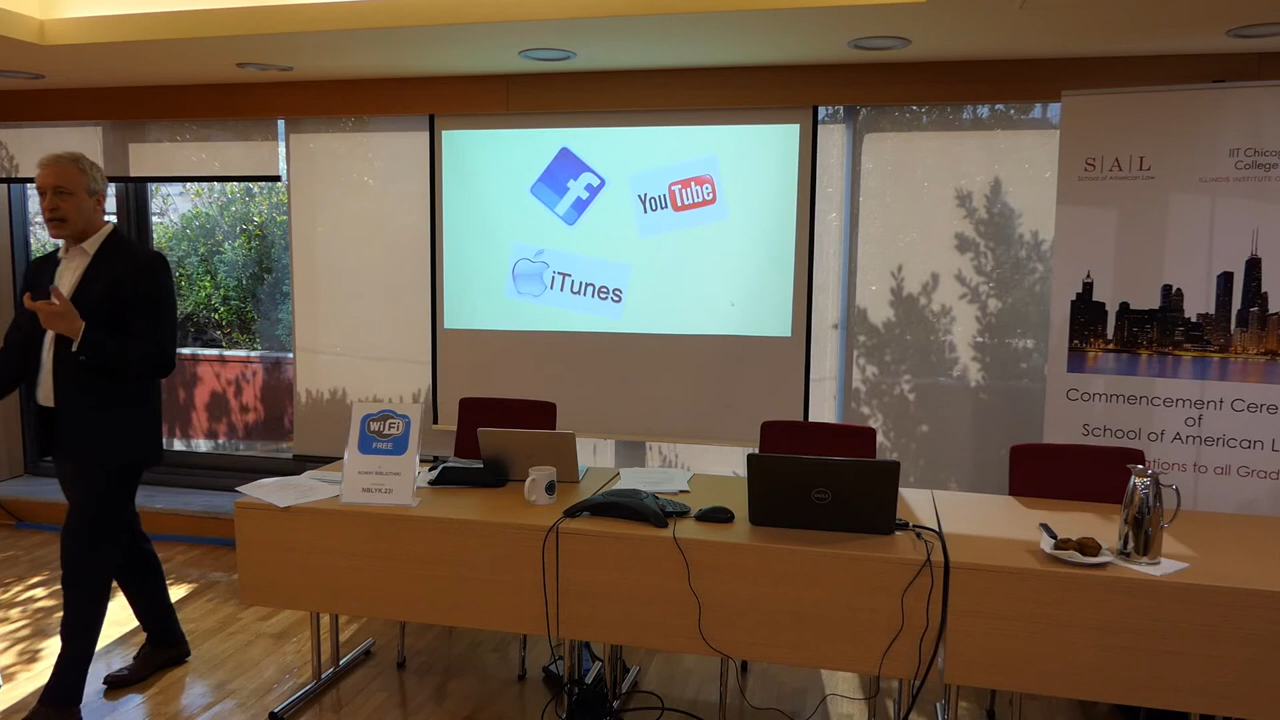 f
YouTube
iTunes
S|A|L
School of American Law
IIT Chica
College
ILLINOIS INSTITUTE O
Commencement Cere
of
School of American L
ations to all Grad
WiFi
FREE
NBLYK.23!
DELL